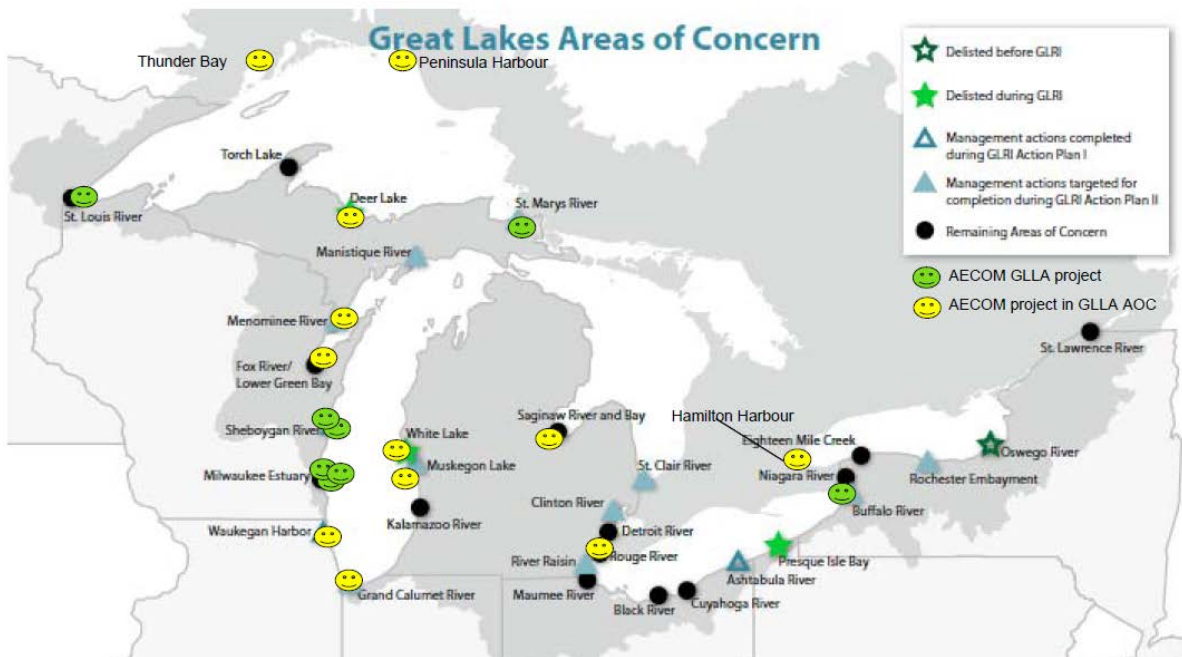 Great Lakes Areas of Concern
Thunder Bay
Peninsula Harbour
Delisted before GLRI
Delisted during GLRI
Management actions completed
during GLRI Action Plan I
Management actions targeted for
completion during GLRI Action Plan II
Remaining Areas of Concern
AECOM GLLA project
AECOM project in GLLA AOC
Torch Lake
St. Louis River
Deer Lake
St. Marys River
Manistique River
Menominee River
Fox River/
Lower Green Bay
St. Lawrence River
Sheboygan River
White Lake
Saginaw River and Bay
Hamilton Harbour
Eighteen Mile Creek
Oswego River
Milwaukee Estuary
Muskegon Lake
St. Clair River
Niagara River
Rochester Embayment
Clinton River
Buffalo River
Waukegan Harbor
Kalamazoo River
Detroit River
Rouge River
River Raisin
Presque Isle Bay
Grand Calumet River
Maumee River
Ashtabula River
Black River
Cuyahoga River